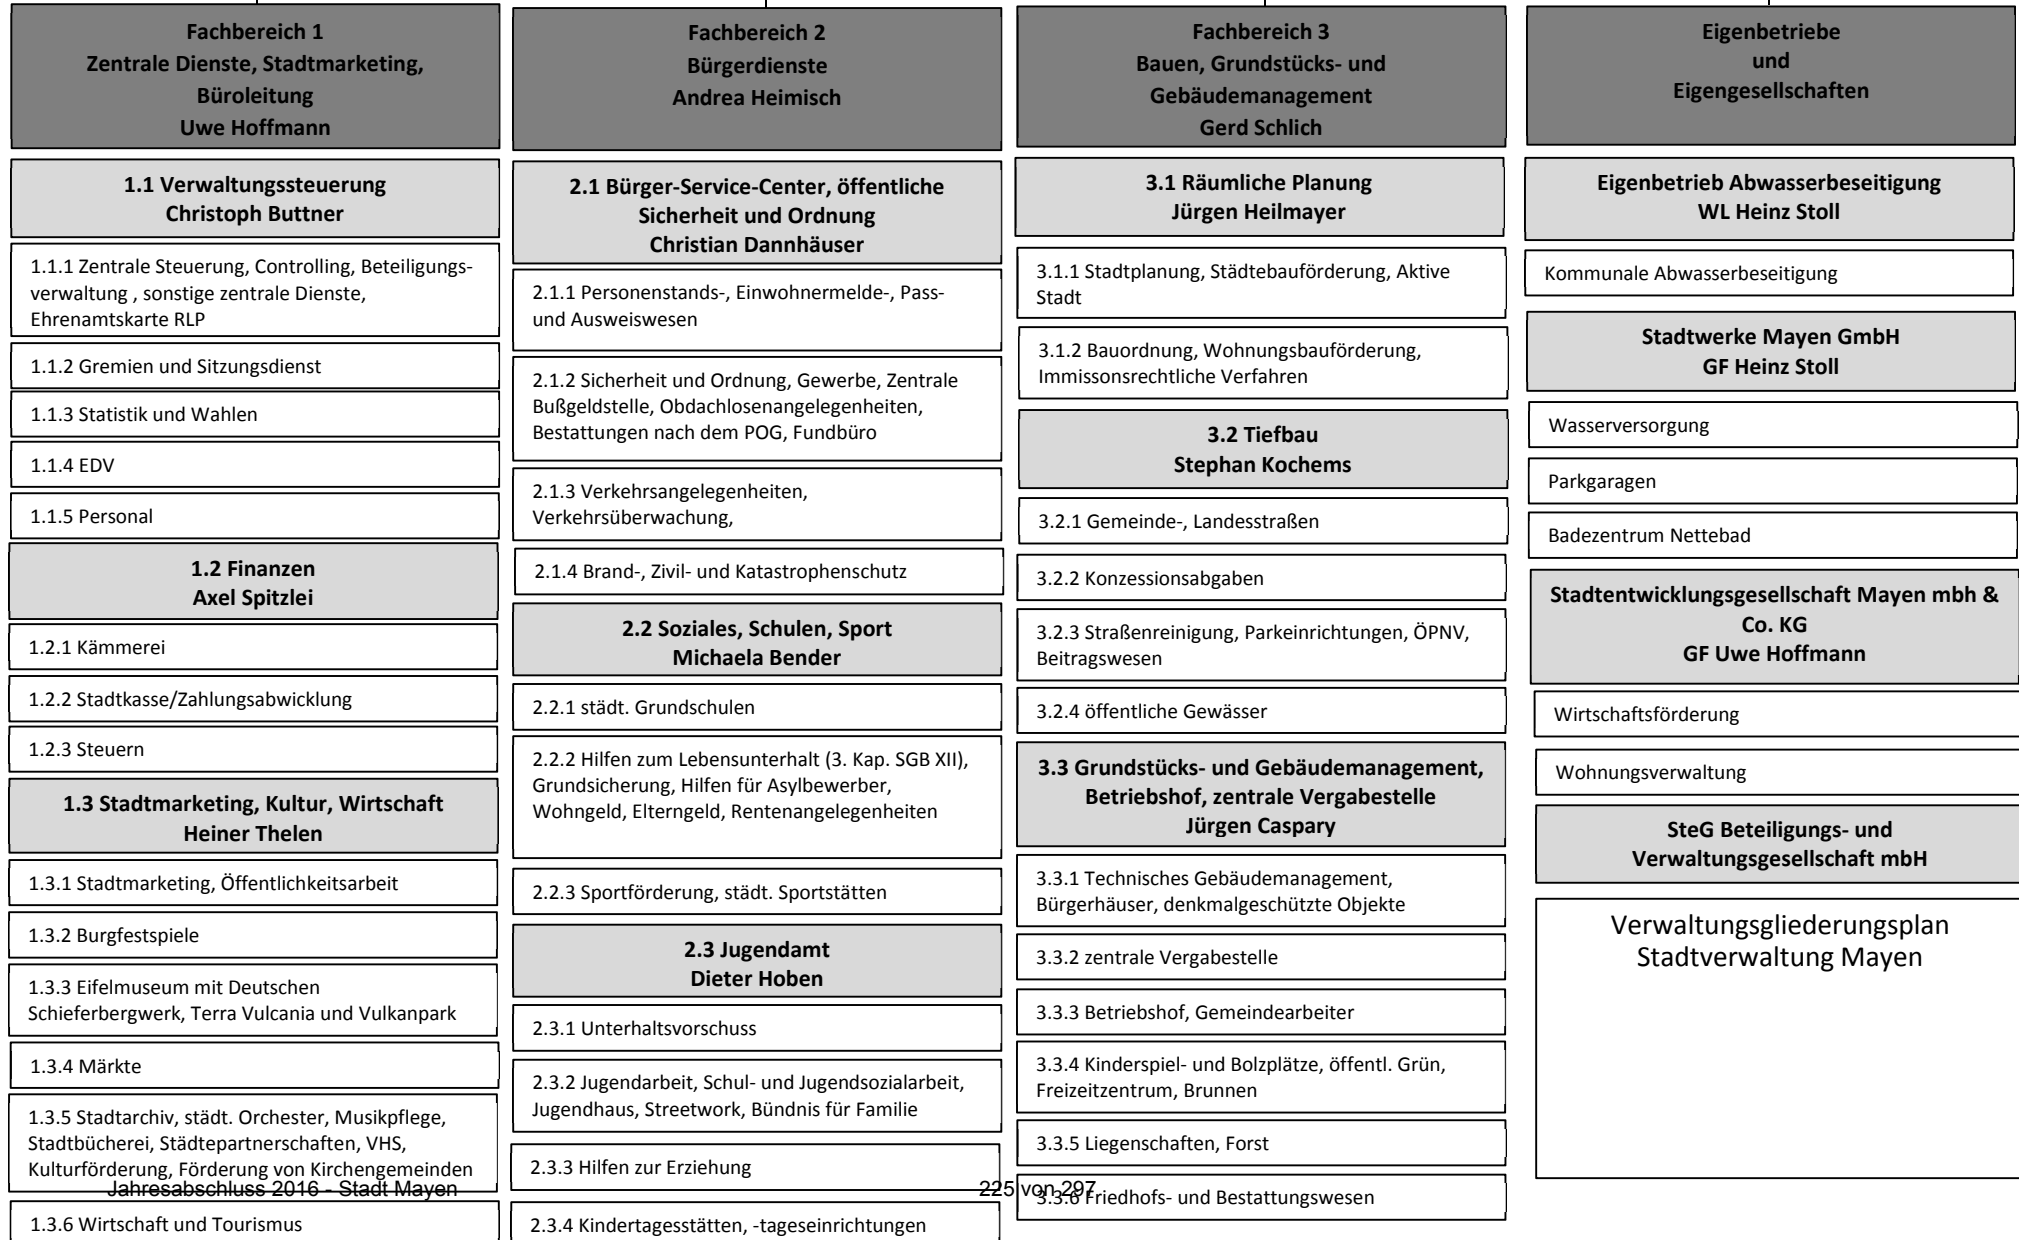 Fachbereich 1
Zentrale Dienste, Stadtmarketing,
Büroleitung
Uwe Hoffmann
1.1 Verwaltungssteuerung
Christoph Buttner
1.1.1 Zentrale Steuerung, Controlling, Beteiligungs-
verwaltung , sonstige zentrale Dienste,
Ehrenamtskarte RLP
1.1.2 Gremien und Sitzungsdienst
1.1.3 Statistik und Wahlen
1.1.4 EDV
1.1.5 Personal
1.2 Finanzen
Axel Spitzlei
1.2.1 Kämmerei
1.2.2 Stadtkasse/Zahlungsabwicklung
1.2.3 Steuern
1.3 Stadtmarketing, Kultur, Wirtschaft
Heiner Thelen
1.3.1 Stadtmarketing, Öffentlichkeitsarbeit
1.3.2 Burgfestspiele
1.3.3 Eifelmuseum mit Deutschen
Schieferbergwerk, Terra Vulcania und Vulkanpark
1.3.4 Märkte
1.3.5 Stadtarchiv, städt. Orchester, Musikpflege,
Stadtbücherei, Städtepartnerschaften, VHS,
Kulturförderung, Förderung von Kirchengemeinden
1.3.6 Wirtschaft und Tourismus
Fachbereich 2
Bürgerdienste
Andrea Heimisch
2.1 Bürger-Service-Center, öffentliche
Sicherheit und Ordnung
Christian Dannhäuser
2.1.1 Personenstands-, Einwohnermelde-, Pass-
und Ausweiswesen
2.1.2 Sicherheit und Ordnung, Gewerbe, Zentrale
Bußgeldstelle, Obdachlosenangelegenheiten,
Bestattungen nach dem POG, Fundbüro
2.1.3 Verkehrsangelegenheiten,
Verkehrsüberwachung,
2.1.4 Brand-, Zivil- und Katastrophenschutz
2.2 Soziales, Schulen, Sport
Michaela Bender
2.2.1 städt. Grundschulen
2.2.2 Hilfen zum Lebensunterhalt (3. Kap. SGB XII),
Grundsicherung, Hilfen für Asylbewerber,
Wohngeld, Elterngeld, Rentenangelegenheiten
2.2.3 Sportförderung, städt. Sportstätten
2.3 Jugendamt
Dieter Hoben
2.3.1 Unterhaltsvorschuss
2.3.2 Jugendarbeit, Schul- und Jugendsozialarbeit,
Jugendhaus, Streetwork, Bündnis für Familie
2.3.3 Hilfen zur Erziehung
2.3.4 Kindertagesstätten, -tageseinrichtungen
Fachbereich 3
Bauen, Grundstücks- und
Gebäudemanagement
Gerd Schlich
3.1 Räumliche Planung
Jürgen Heilmayer
3.1.1 Stadtplanung, Städtebauförderung, Aktive
Stadt
3.1.2 Bauordnung, Wohnungsbauförderung,
Immissonsrechtliche Verfahren
3.2 Tiefbau
Stephan Kochems
3.2.1 Gemeinde-, Landesstraßen
3.2.2 Konzessionsabgaben
3.2.3 Straßenreinigung, Parkeinrichtungen, ÖPNV,
Beitragswesen
3.2.4 öffentliche Gewässer
3.3 Grundstücks- und Gebäudemanagement,
Betriebshof, zentrale Vergabestelle
Jürgen Caspary
3.3.1 Technisches Gebäudemanagement,
Bürgerhäuser, denkmalgeschützte Objekte
3.3.2 zentrale Vergabestelle
3.3.3 Betriebshof, Gemeindearbeiter
3.3.4 Kinderspiel- und Bolzplätze, öffentl. Grün,
Freizeitzentrum, Brunnen
3.3.5 Liegenschaften, Forst
3.3.6 Friedhofs- und Bestattungswesen
Eigenbetriebe
und
Eigengesellschaften
Eigenbetrieb Abwasserbeseitigung
WL Heinz Stoll
Kommunale Abwasserbeseitigung
Stadtwerke Mayen GmbH
GF Heinz Stoll
Wasserversorgung
Parkgaragen
Badezentrum Nettebad
Stadtentwicklungsgesellschaft Mayen mbh &
Co. KG
GF Uwe Hoffmann
Wirtschaftsförderung
Wohnungsverwaltung
SteG Beteiligungs- und
Verwaltungsgesellschaft mbH
Verwaltungsgliederungsplan
Stadtverwaltung Mayen
Jahresabschluss 2016 - Stadt Mayen
225 von 297